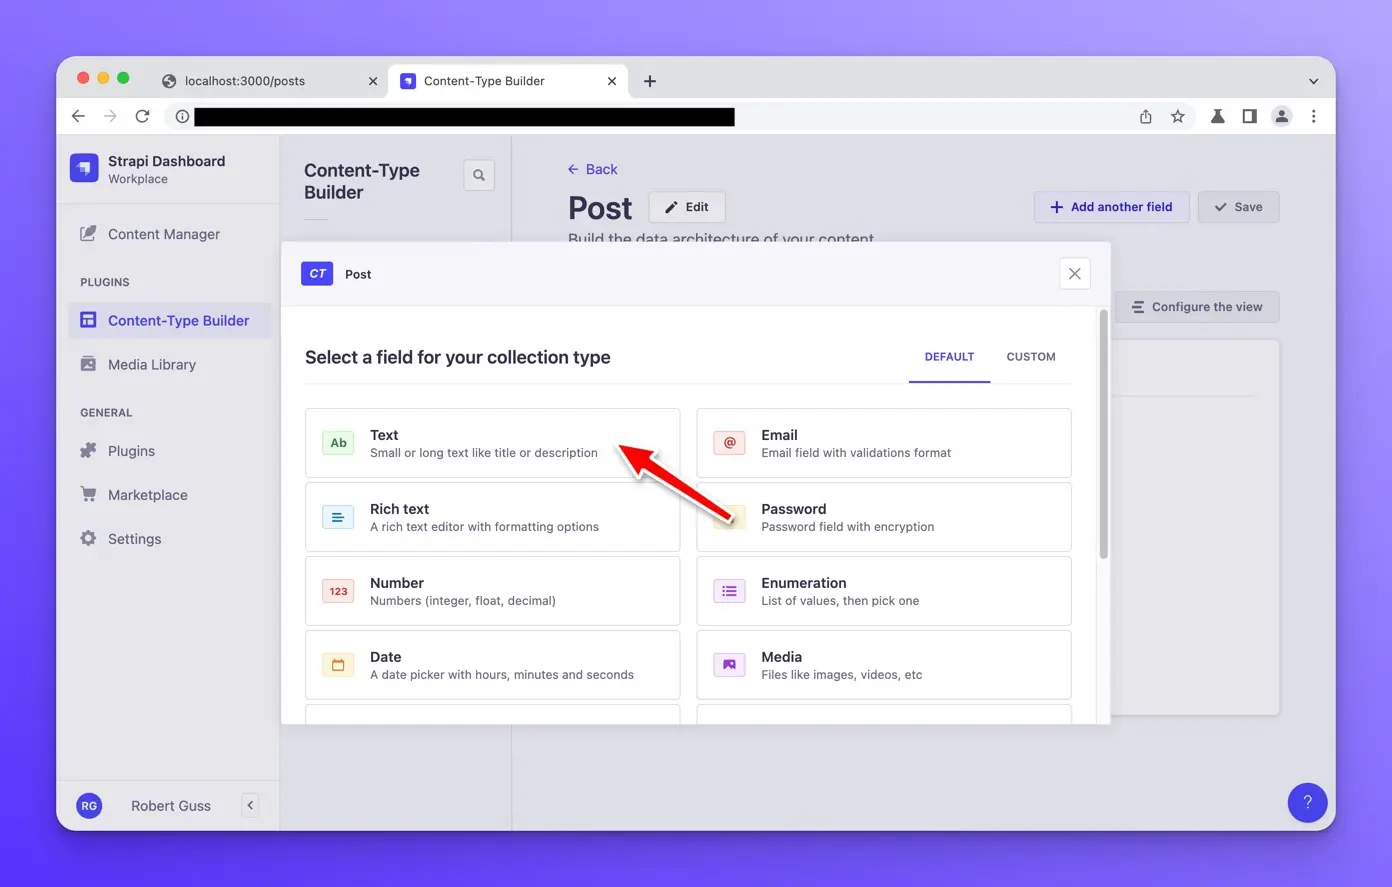 localhost:3000/posts
Content-Type Builder
Strapi Dashboard
Workplace
Content Manager
PLUGINS
Content-Type Builder
Media Library
GENERAL
Plugins
Marketplace
Settings
RG
Robert Guss
Content-Type
Builder
Back
Post
Edit
Add another field
Save
Build the data architecture of your content
Configure the view
CT
Post
Select a field for your collection type
DEFAULT
CUSTOM
Ab
Text
Small or long text like title or description
@
Email
Email field with validations format
Rich text
A rich text editor with formatting options
Password
Password field with encryption
123
Number
Numbers (integer, float, decimal)
Enumeration
List of values, then pick one
Date
A date picker with hours, minutes and seconds
Media
Files like images, videos, etc
?